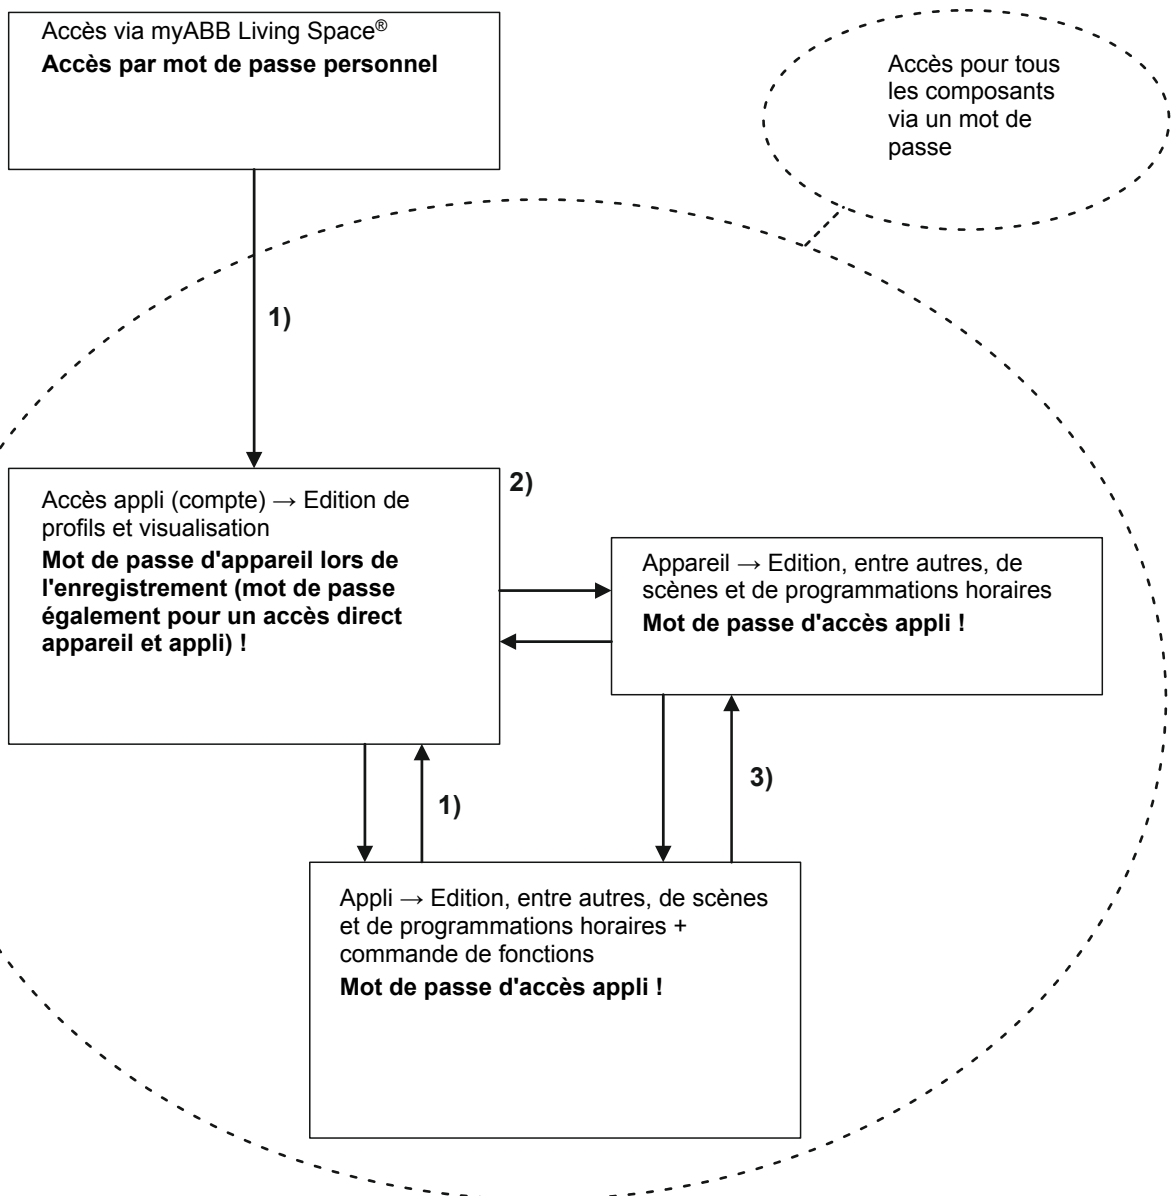 Accès via myABB Living Space®
Accès par mot de passe personnel
Accès pour tous
les composants
via un mot de
passe
1)
2)
Accès appli (compte) → Edition de
profils et visualisation
Mot de passe d'appareil lors de
l'enregistrement (mot de passe
également pour un accès direct
appareil et appli) !
Appareil → Edition, entre autres, de
scènes et de programmations horaires
Mot de passe d'accès appli !
1)
3)
Appli → Edition, entre autres, de scènes
et de programmations horaires +
commande de fonctions
Mot de passe d'accès appli !